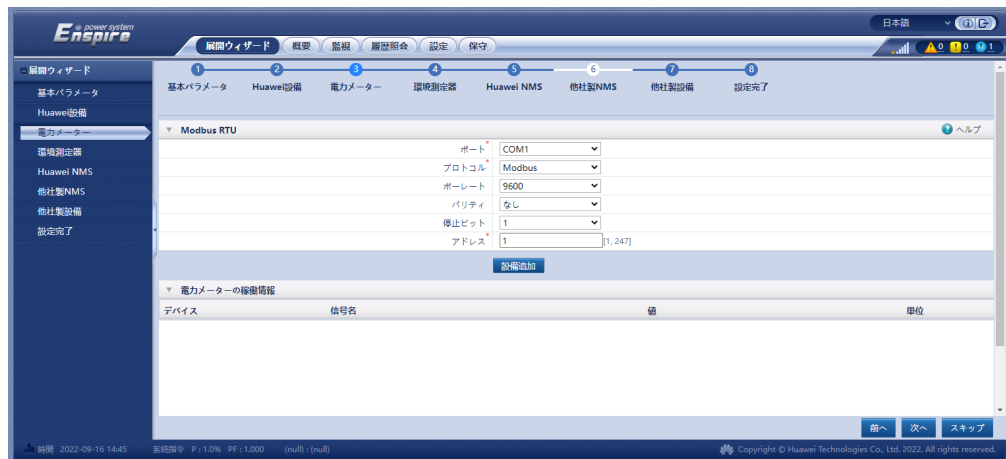 Enspire e power system
日本語
展開ウィザード 概要 監視 履歴照会 設定 保守
0 0 1
展開ウィザード
基本パラメータ
Huawei設備
電力メーター
環境測定器
Huawei NMS
他社製NMS
他社製設備
設定完了
1 2 3 4 5 6 7 8
基本パラメータ Huawei設備 電力メーター 環境測定器 Huawei NMS 他社製NMS 他社製設備 設定完了
Modbus RTU
ヘルプ
ポート* COM1
プロトコル* Modbus
ボーレート 9600
パリティ なし
停止ビット 1
アドレス* 1 [1, 247]
設備追加
電力メーターの稼働情報
デバイス 信号名 値 単位
前へ 次へ スキップ
時間 2022-09-16 14:45 系统指令 P : 1.0% PF : 1.000 (null) : (null)
Copyright © Huawei Technologies Co., Ltd. 2022. All rights reserved.